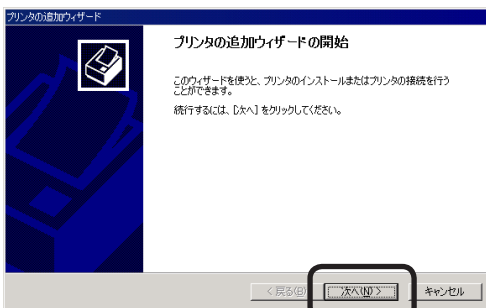 プリンタの追加ウィザード
プリンタの追加ウィザードの開始
このウィザードを使うと、プリンタのインストールまたはプリンタの接続を行う
ことができます。
続行するには、[次へ] をクリックしてください。
< 戻る(B) 次へ(N) > キャンセル